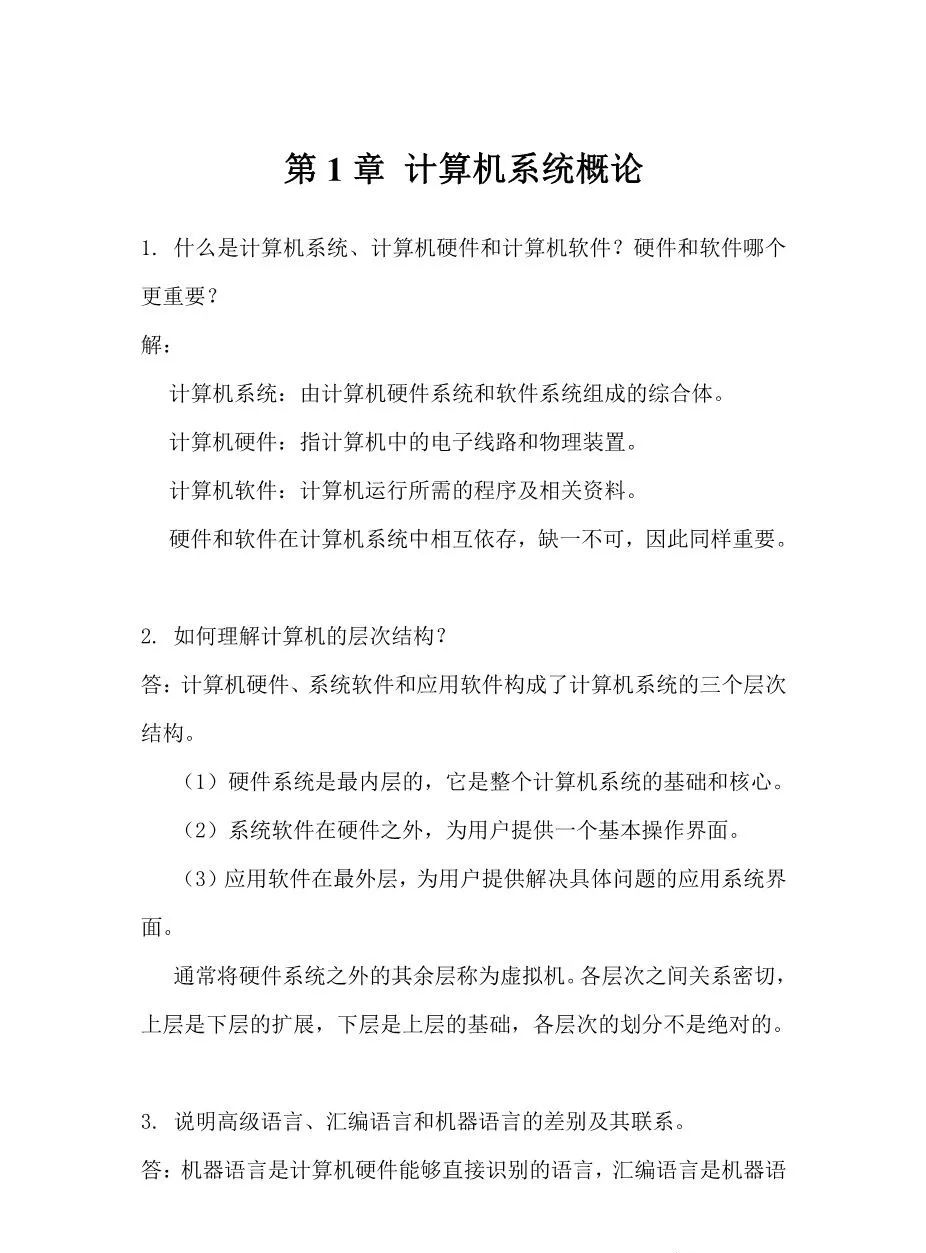 第 1 章 计算机系统概论
1. 什么是计算机系统、计算机硬件和计算机软件？硬件和软件哪个
更重要？
解：
计算机系统：由计算机硬件系统和软件系统组成的综合体。
计算机硬件：指计算机中的电子线路和物理装置。
计算机软件：计算机运行所需的程序及相关资料。
硬件和软件在计算机系统中相互依存，缺一不可，因此同样重要。
2. 如何理解计算机的层次结构？
答：计算机硬件、系统软件和应用软件构成了计算机系统的三个层次
结构。
（1）硬件系统是最内层的，它是整个计算机系统的基础和核心。
（2）系统软件在硬件之外，为用户提供一个基本操作界面。
（3）应用软件在最外层，为用户提供解决具体问题的应用系统界
面。
通常将硬件系统之外的其余层称为虚拟机。各层次之间关系密切，
上层是下层的扩展，下层是上层的基础，各层次的划分不是绝对的。
3. 说明高级语言、汇编语言和机器语言的差别及其联系。
答：机器语言是计算机硬件能够直接识别的语言，汇编语言是机器语